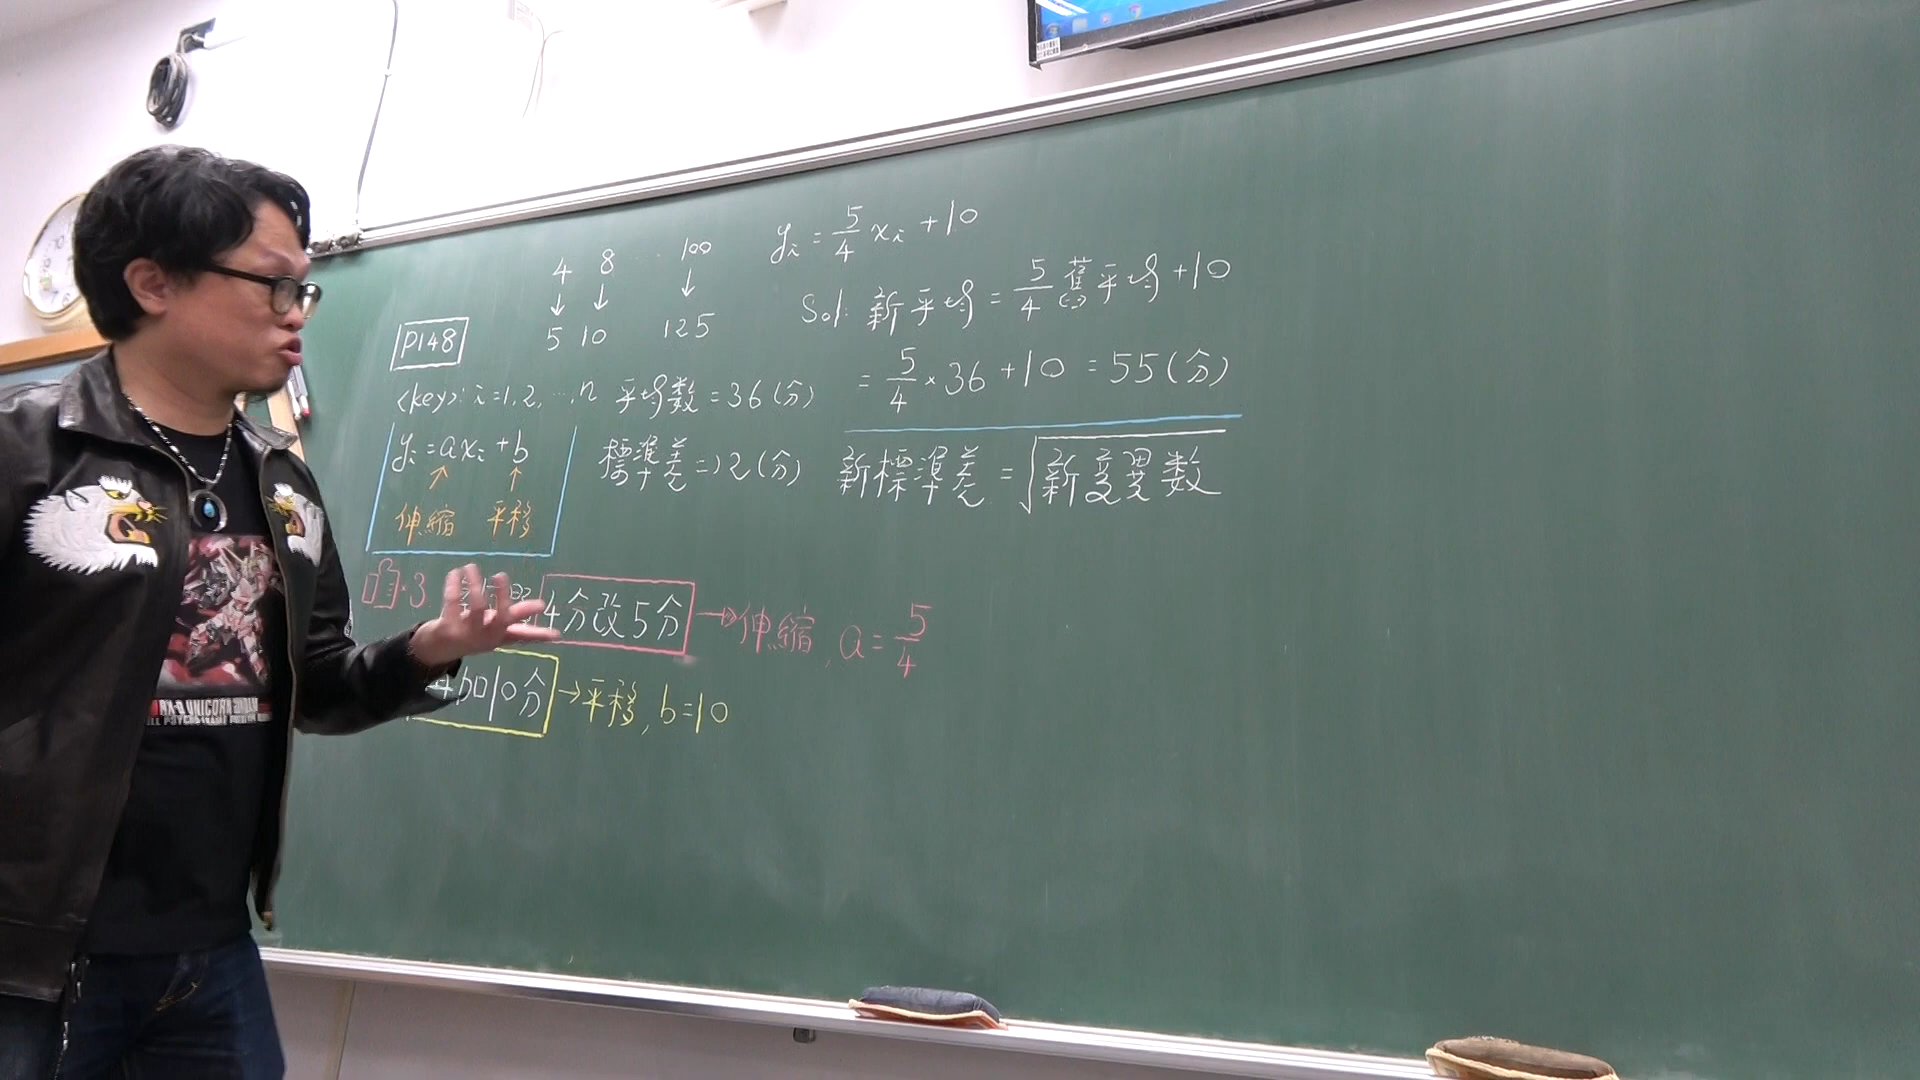 4 8 … 100
↓ ↓ ↓
5 10 125
P148
<key>: i=1,2,…,n 平均數=36(分)
yi=axi+b
↑ ↑
伸縮 平移
標準差=12(分)
×3
4分改5分 → 伸縮, a=5/4
加10分 → 平移, b=10
yi=5/4 xi+10
Sol: 新平均=5/4 舊平均+10
=5/4×36+10=55(分)
新標準差=√新變異數